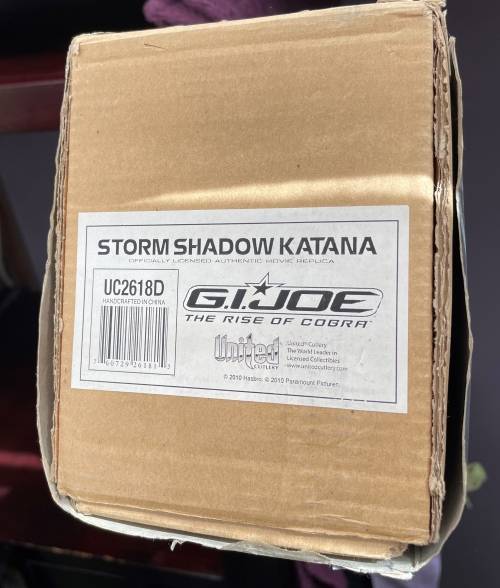 STORM SHADOW KATANA
OFFICIALLY LICENSED AUTHENTIC MOVIE REPLICA
UC2618D
HANDCRAFTED IN CHINA
G.I.JOE
THE RISE OF COBRA™
United
CUTLERY
United® Cutlery
The World Leader in
Licensed Collectibles
www.unitedcutlery.com
© 2010 Hasbro. © 2010 Paramount Pictures.